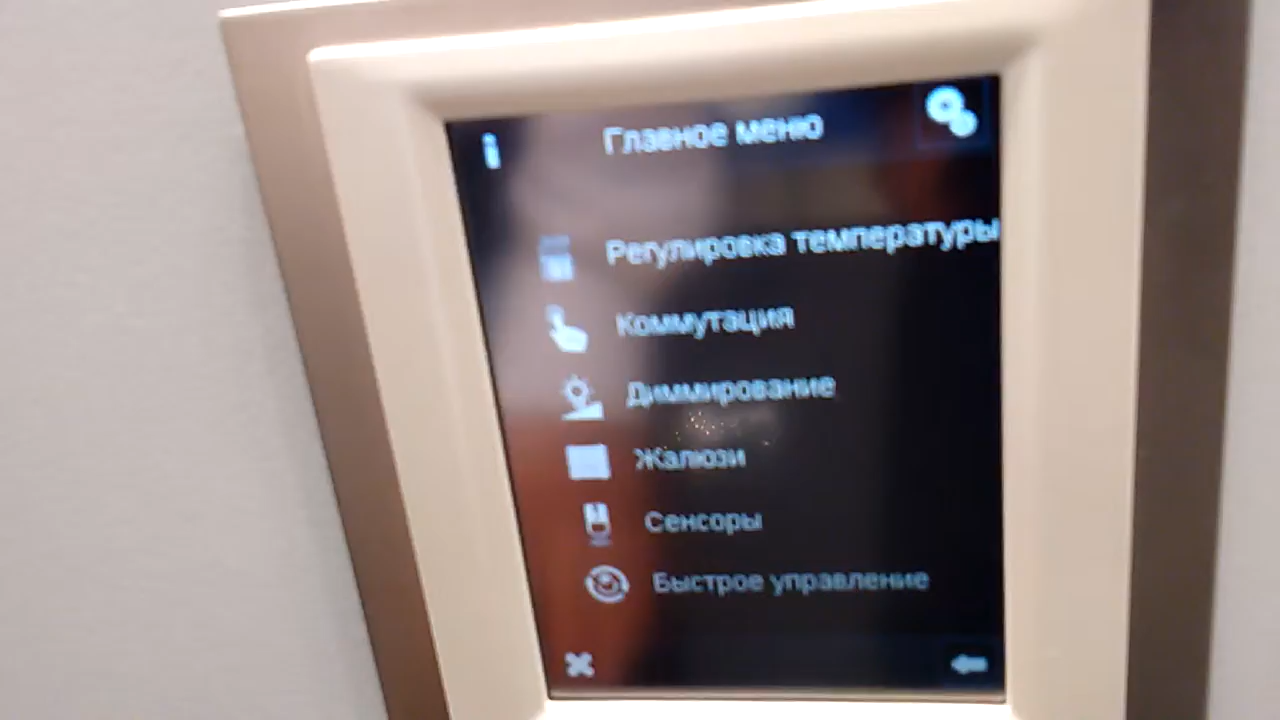 Главное меню
Регулировка температуры
Коммутация
Диммирование
Жалюзи
Сенсоры
Быстрое управление